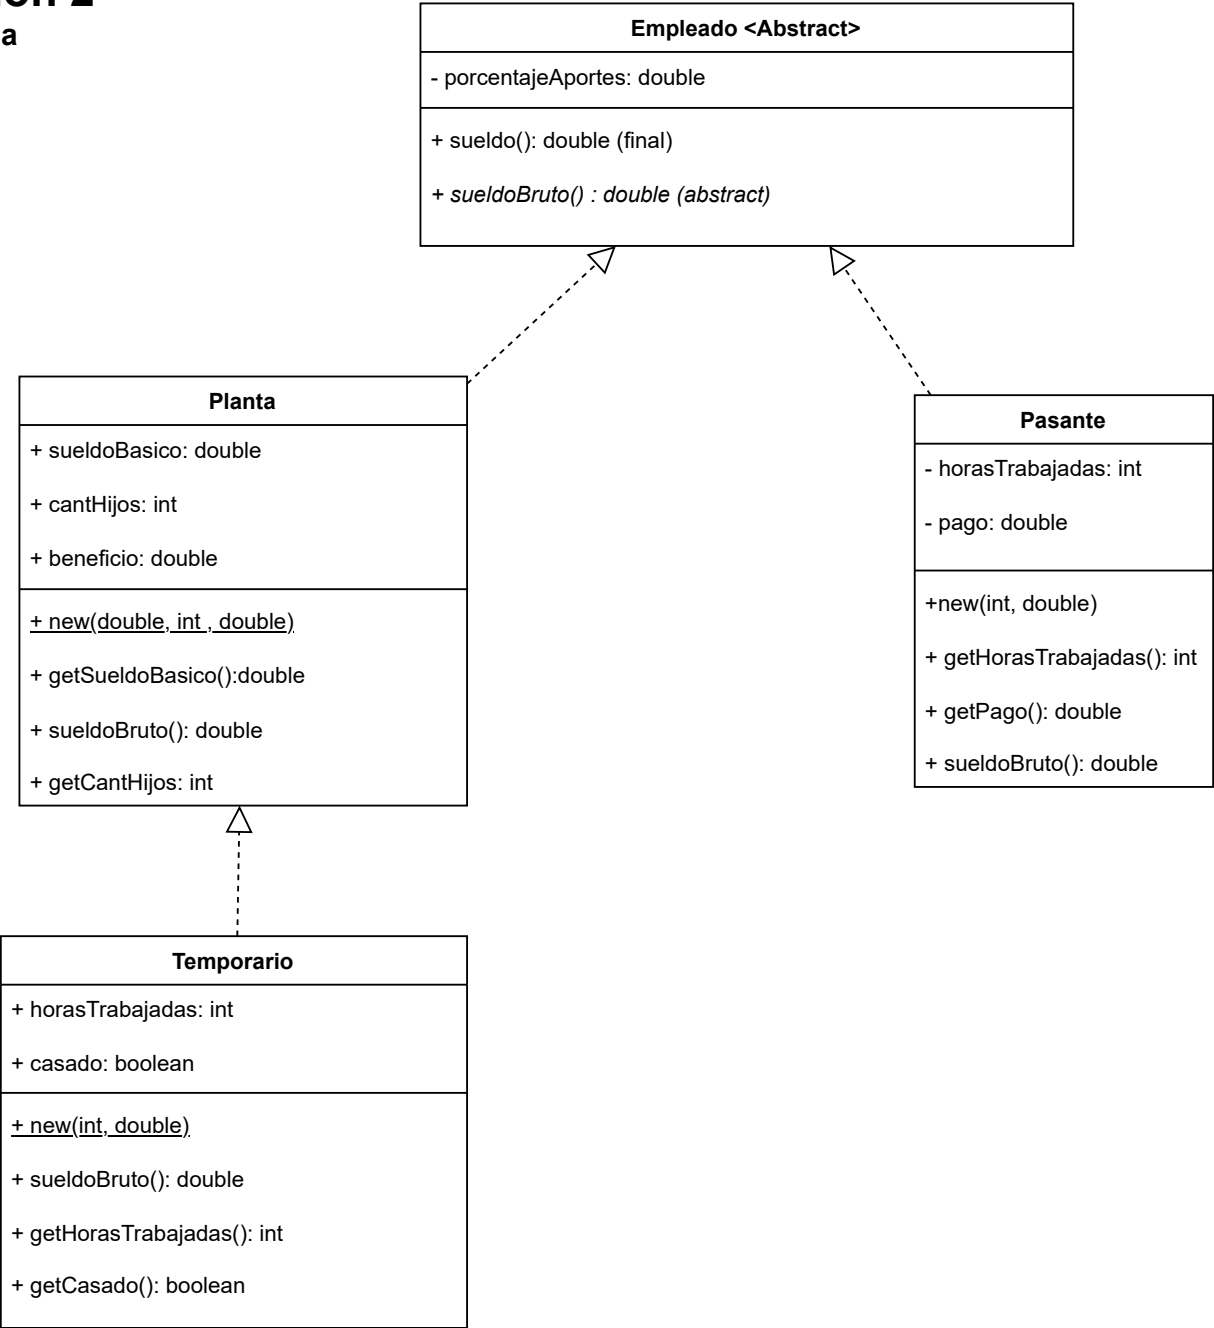 a
Empleado <Abstract>
- porcentajeAportes: double
+ sueldo(): double (final)
+ sueldoBruto() : double (abstract)
Planta
+ sueldoBasico: double
+ cantHijos: int
+ beneficio: double
+ new(double, int , double)
+ getSueldoBasico():double
+ sueldoBruto(): double
+ getCantHijos: int
Pasante
- horasTrabajadas: int
- pago: double
+new(int, double)
+ getHorasTrabajadas(): int
+ getPago(): double
+ sueldoBruto(): double
Temporario
+ horasTrabajadas: int
+ casado: boolean
+ new(int, double)
+ sueldoBruto(): double
+ getHorasTrabajadas(): int
+ getCasado(): boolean